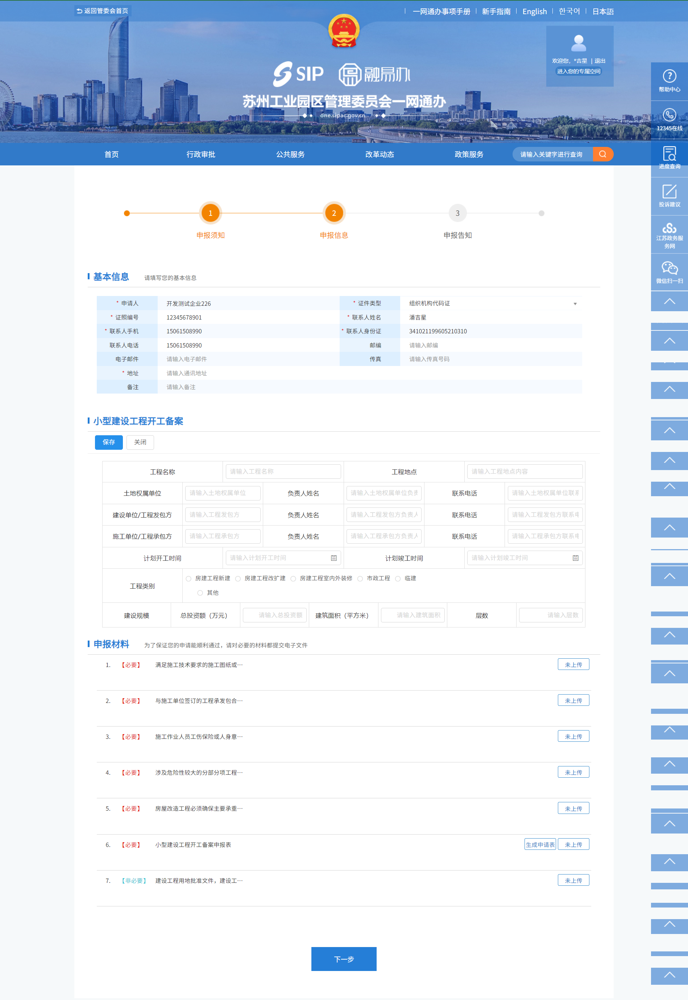 返回管委会首页
一网通办事项手册 新手指南 English 한국어 日本語
欢迎您，*吉星 | 退出
进入您的专属空间
SIP 融易办
苏州工业园区管理委员会一网通办
one.sipac.gov.cn
首页 行政审批 公共服务 改革动态 政策服务 请输入关键字进行查询
帮助中心
12345在线
进度查询
投诉建议
江苏政务服
务网
微信扫一扫
1 2 3
申报须知 申报信息 申报告知
基本信息 请填写您的基本信息
* 申请人 开发测试企业226 * 证件类型 组织机构代码证
* 证照编号 12345678901 * 联系人姓名 潘吉星
* 联系人手机 15061508990 * 联系人身份证 341021199605210310
联系人电话 15061508990 邮编 请输入邮编
电子邮件 请输入电子邮件 传真 请输入传真号码
* 地址 请输入通讯地址
备注 请输入备注
小型建设工程开工备案
保存 关闭
工程名称 请输入工程名称 工程地点 请输入工程地点内容
土地权属单位 请输入土地权属单位 负责人姓名 请输入土地权属单位负责 联系电话 请输入土地权属单位联系
建设单位/工程发包方 请输入工程发包方 负责人姓名 请输入工程发包方负责人 联系电话 请输入工程发包方联系电
施工单位/工程承包方 请输入工程承包方 负责人姓名 请输入工程承包方负责人 联系电话 请输入工程承包方联系电
计划开工时间 请输入计划开工时间 计划竣工时间 请输入计划竣工时间
工程类别 房建工程新建 房建工程改扩建 房建工程室内外装修 市政工程 临建
其他
建设规模 总投资额（万元） 请输入总投资额 建筑面积（平方米） 请输入建筑面积 层数 请输入层数
申报材料 为了保证您的申请能顺利通过，请对必要的材料都提交电子文件
1. 【必要】 满足施工技术要求的施工图纸或… 未上传
2. 【必要】 与施工单位签订的工程承发包合… 未上传
3. 【必要】 施工作业人员工伤保险或人身意… 未上传
4. 【必要】 涉及危险性较大的分部分项工程… 未上传
5. 【必要】 房屋改造工程必须确保主要承重… 未上传
6. 【必要】 小型建设工程开工备案申报表 生成申请表 未上传
7. 【非必要】 建设工程用地批准文件，建设工… 未上传
下一步